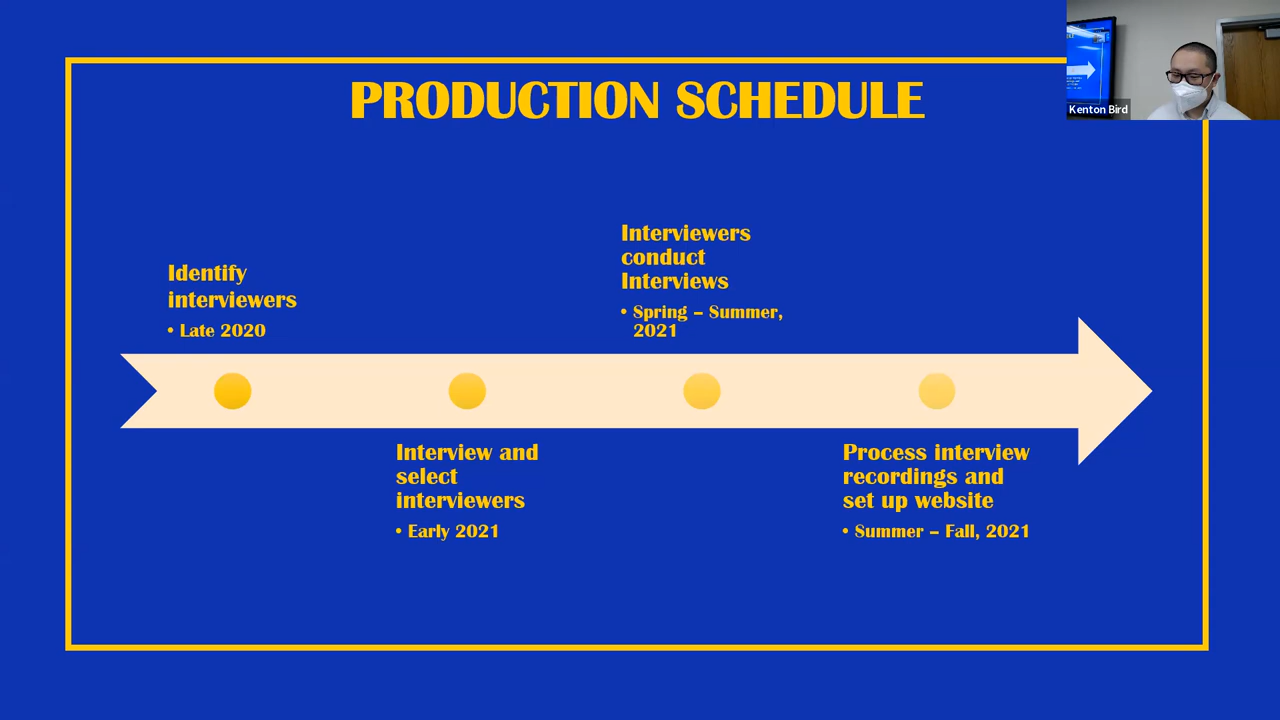 PRODUCTION SCHEDULE
Kenton Bird
Identify
interviewers
• Late 2020
Interview and
select
interviewers
• Early 2021
Interviewers
conduct
Interviews
• Spring – Summer,
2021
Process interview
recordings and
set up website
• Summer – Fall, 2021